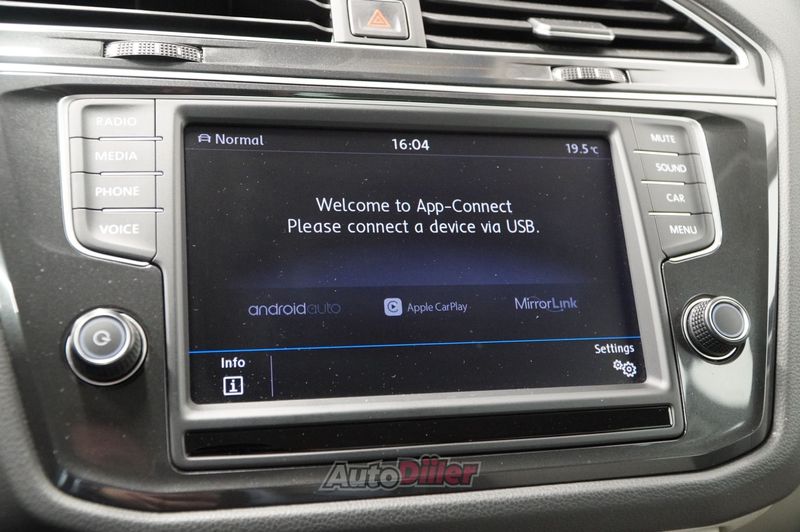 RADIO
MEDIA
PHONE
VOICE
Normal 16:04 19.5°C
Welcome to App-Connect
Please connect a device via USB.
androidauto Apple CarPlay MirrorLink
Info Settings
MUTE
SOUND
CAR
MENU
AutoDiller